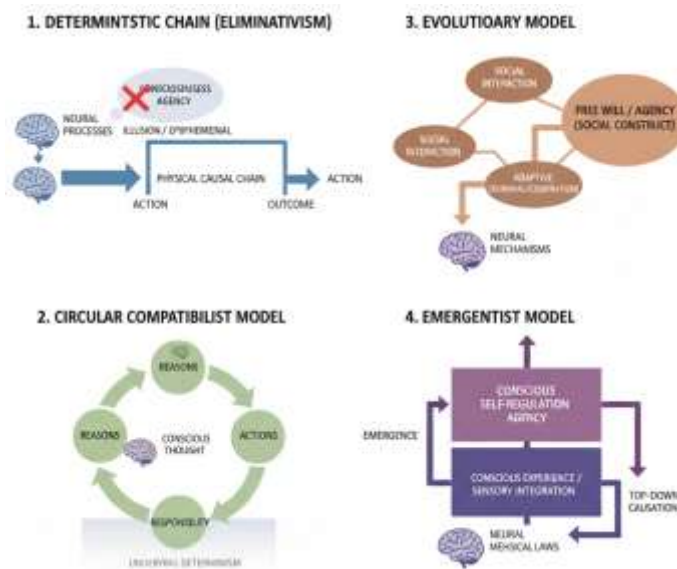 1. DETERMINTSTIC CHAIN (ELIMINATIVISM)
AGENCY
NEURAL
PROCESSES
PHYSICAL CAUSAL CHAIN
ACTION
ACTION
OUTCOME
2. CIRCULAR COMPATIBILIST MODEL
REASONS
REASONS
ACTIONS
CONSCIOUS
THOUGHT
RESPONSIBILITY
3. EVOLUTIOARY MODEL
SOCIAL
INTERACTION
SOCIAL
INTERACTION
FREE WILL / AGENCY
(SOCIAL CONSTRUCT)
ADAPTIVE
NEURAL
MECHANISMS
4. EMERGENTIST MODEL
CONSCIOUS
SELF-REGULATION
AGENCY
EMERGENCE
CONSCIOUS EXPERIENCE /
SENSORY INTEGRATION
TOP-DOWN
CAUSATION
NEURAL
MEHSICAL LAWS